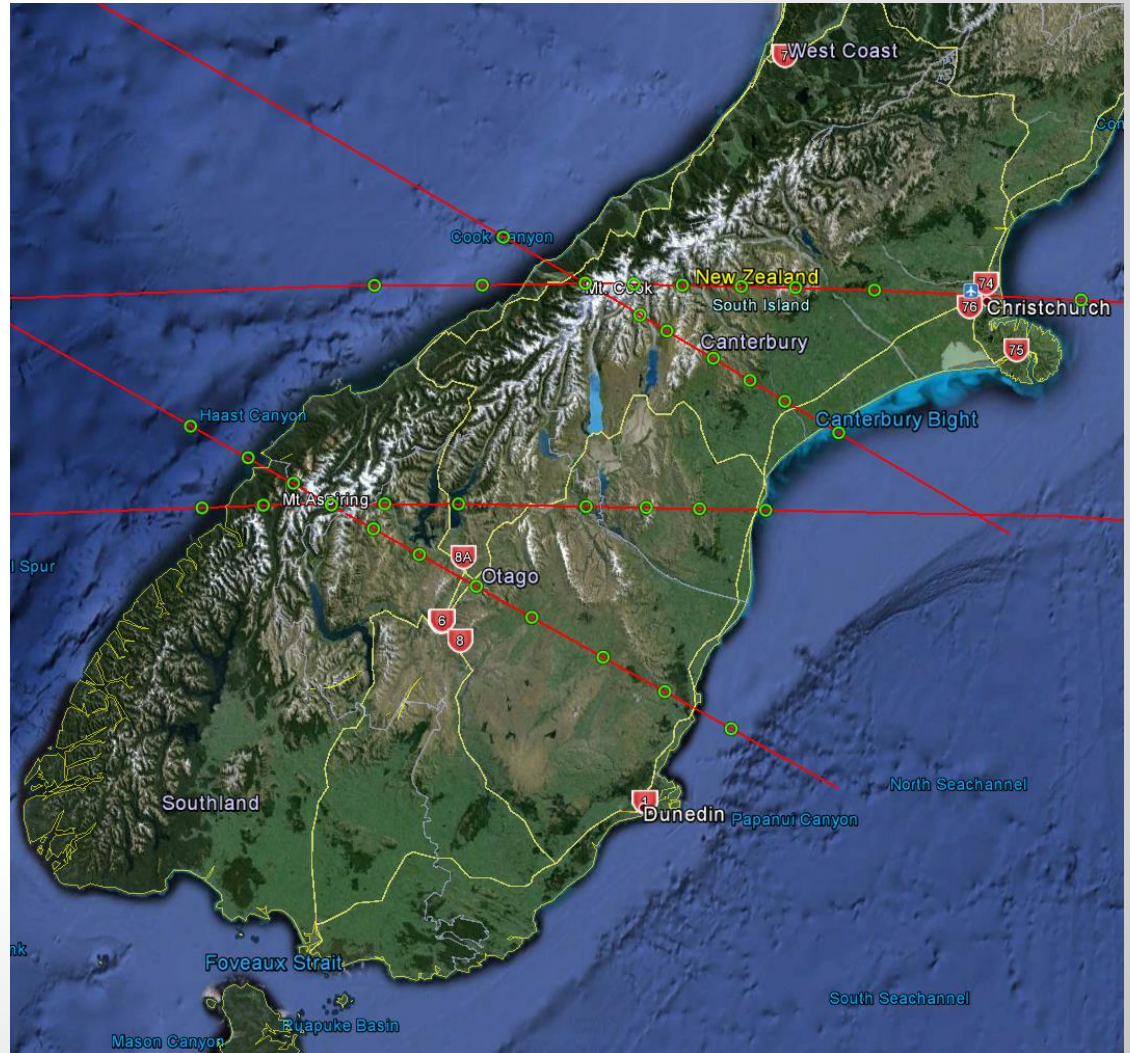 7
West Coast
Con
Cook Canyon
New Zealand
Mt. Cook
South Island
74
76
Christchurch
75
Canterbury
Canterbury Bight
Haast Canyon
Mt Aspiring
l Spur
8A
Otago
6
8
North Seachannel
Southland
1
Dunedin
Papanui Canyon
nk
Foveaux Strait
South Seachannel
Ruapuke Basin
Mason Canyon